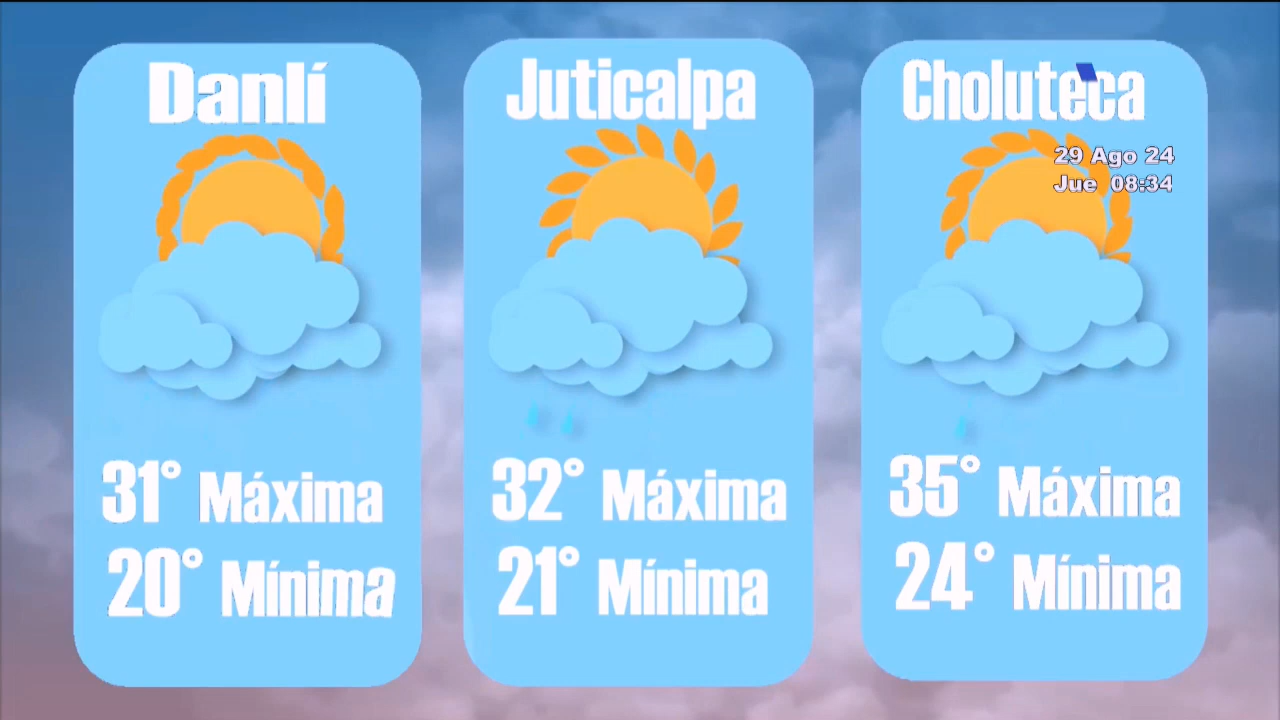 Danlí
31° Máxima
20° Mínima
Juticalpa
32° Máxima
21° Mínima
Choluteca
29 Ago 24
Jue 08:34
35° Máxima
24° Mínima